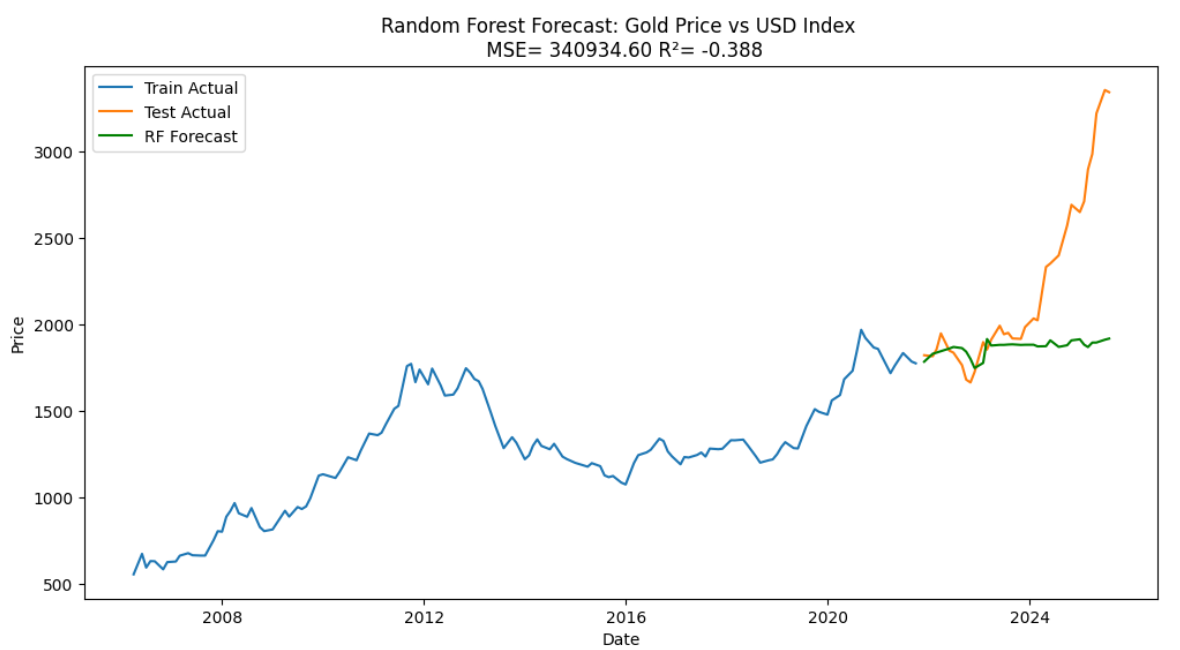 Random Forest Forecast: Gold Price vs USD Index
MSE= 340934.60 R²= -0.388
Train Actual
Test Actual
RF Forecast
3000
2500
2000
1500
1000
500
Price
2008
2012
2016
2020
2024
Date